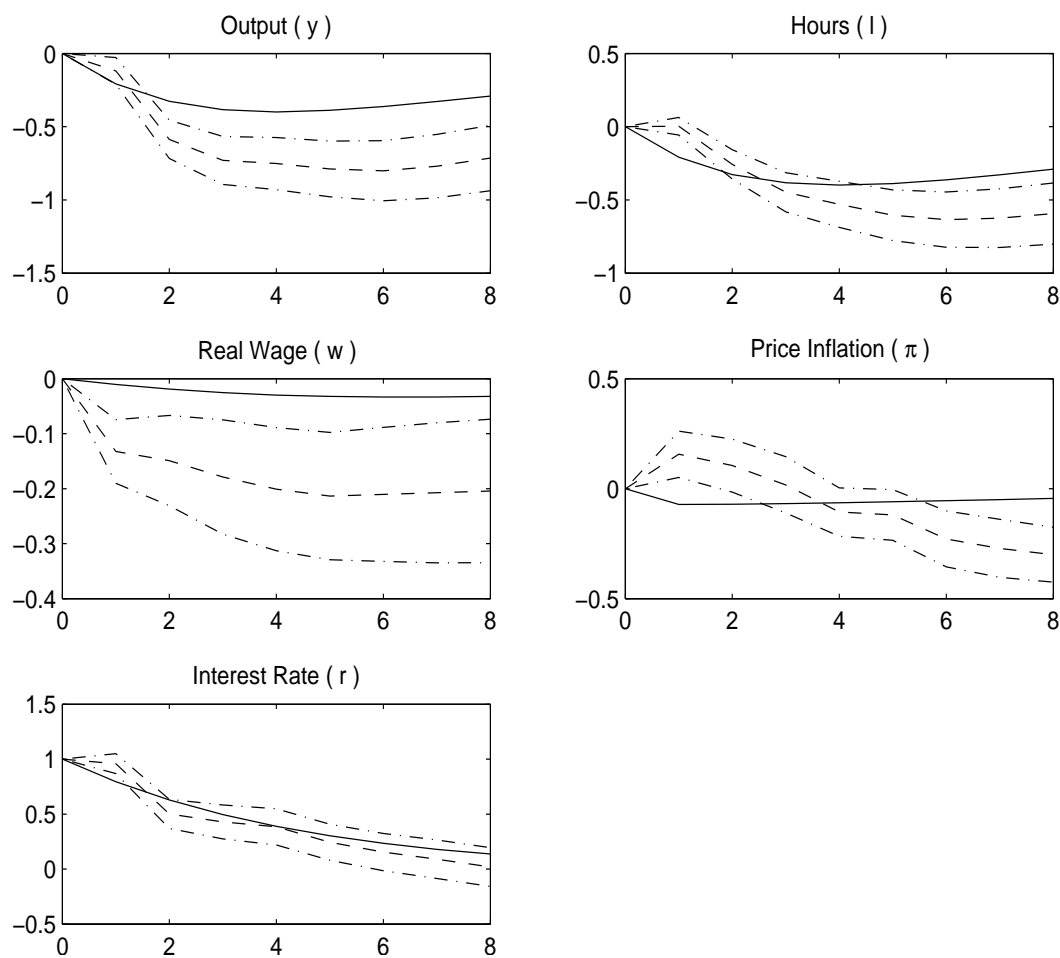 Output ( y )
0
−0.5
−1
−1.5
0 2 4 6 8
Hours ( l )
0.5
0
−0.5
−1
0 2 4 6 8
Real Wage ( w )
0
−0.1
−0.2
−0.3
−0.4
0 2 4 6 8
Price Inflation ( π )
0.5
0
−0.5
0 2 4 6 8
Interest Rate ( r )
1.5
1
0.5
0
−0.5
0 2 4 6 8